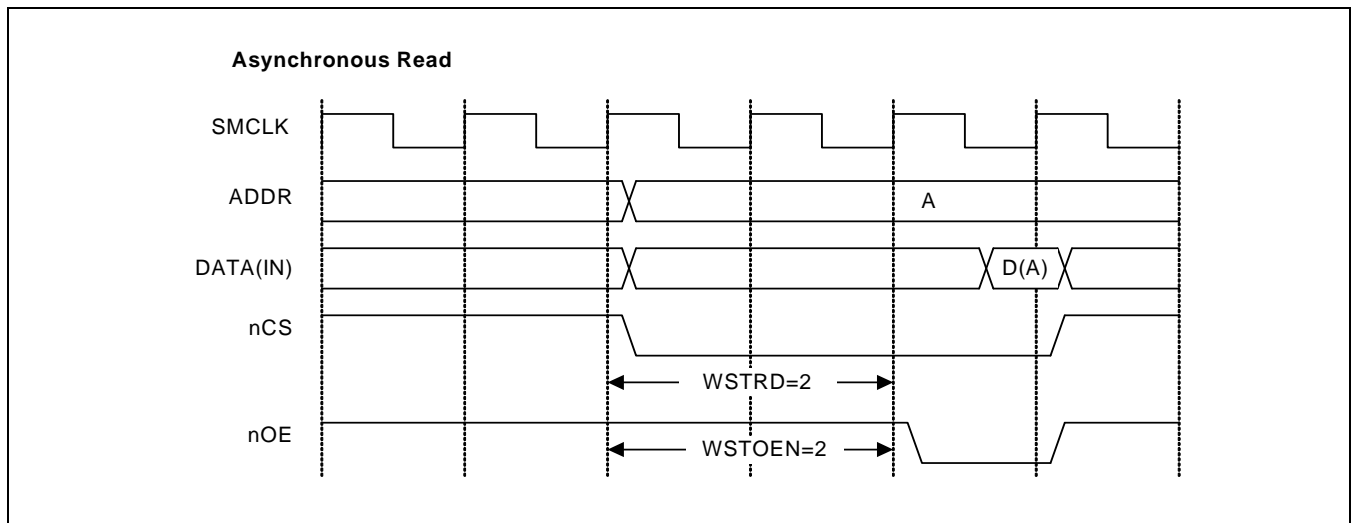 Asynchronous Read
SMCLK
ADDR
A
DATA(IN)
D(A)
nCS
WSTRD=2
nOE
WSTOEN=2